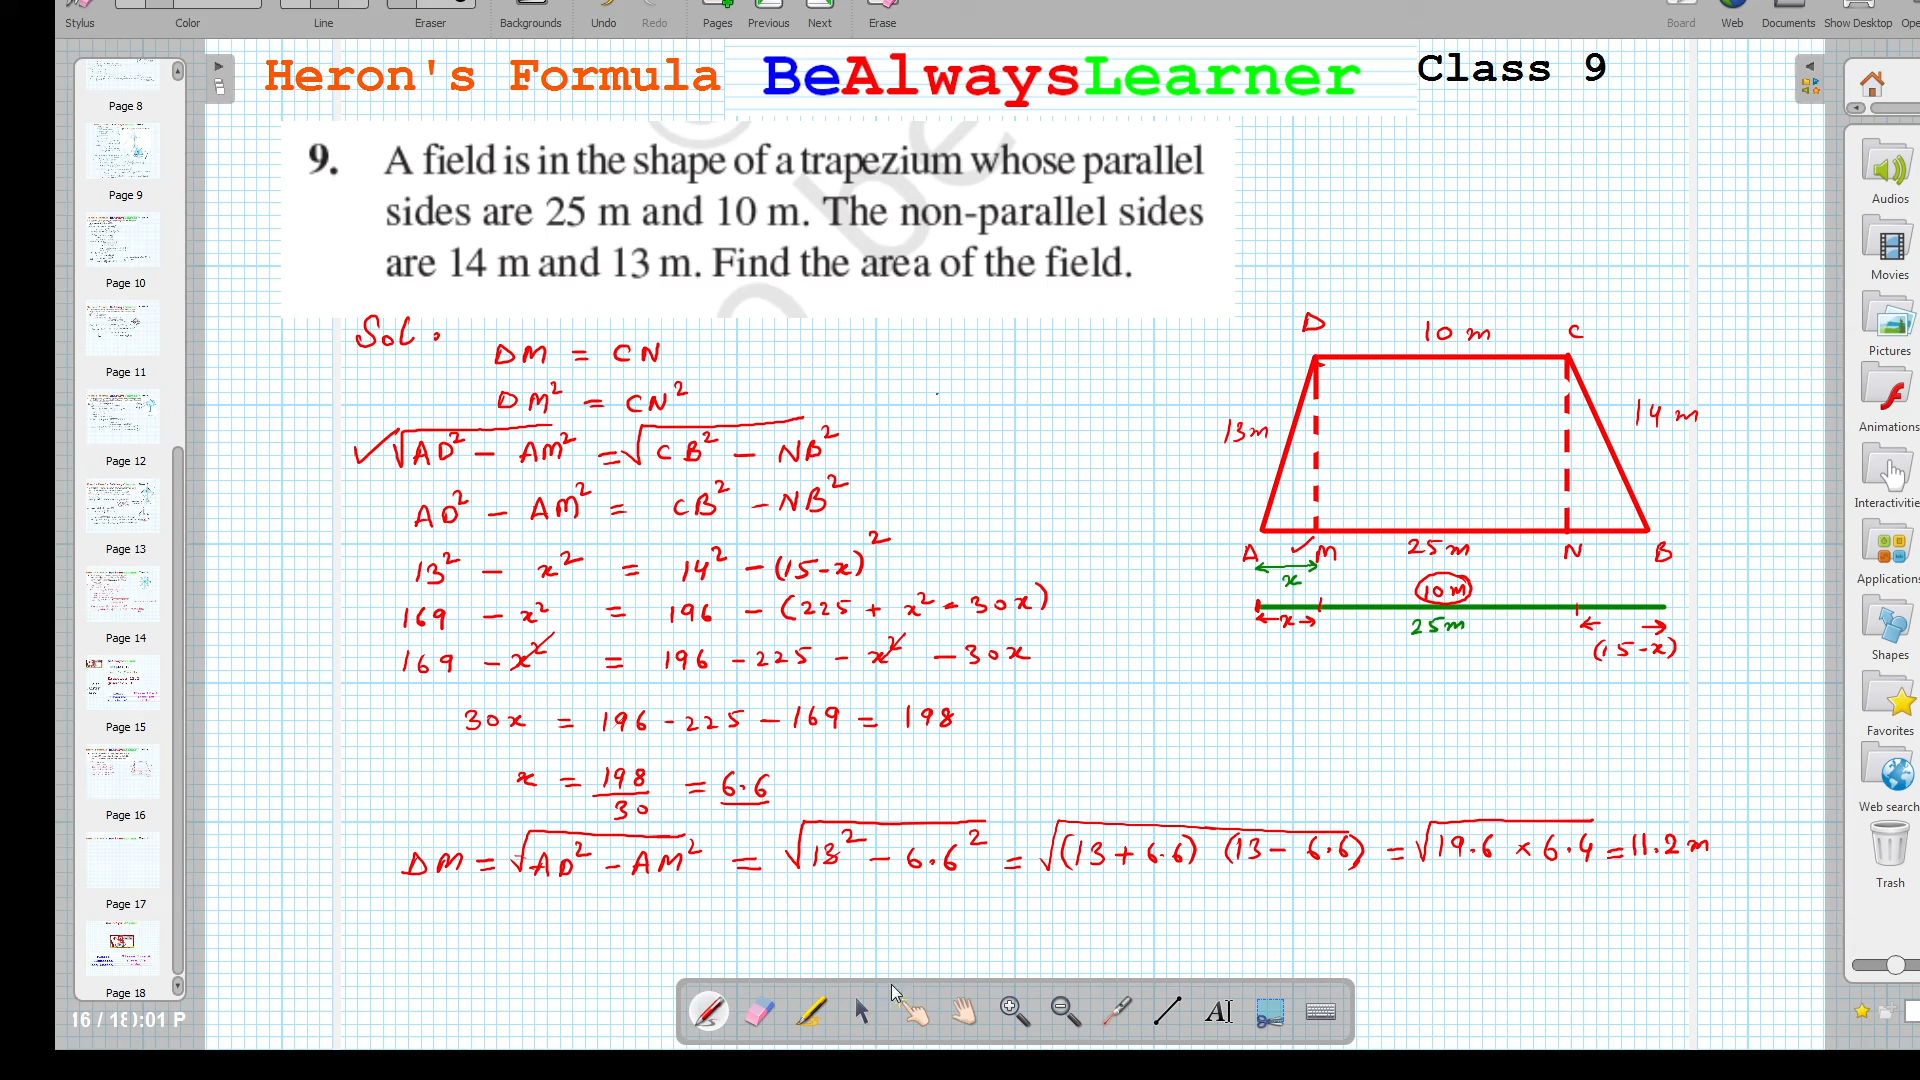 Stylus Color Line Eraser Backgrounds Undo Redo Pages Previous Next Erase Board Web Documents Show Desktop Ope
Heron's Formula BeAlwaysLearner Class 9
9. A field is in the shape of a trapezium whose parallel
sides are 25 m and 10 m. The non-parallel sides
are 14 m and 13 m. Find the area of the field.
Sol.
DM = CN
DM² = CN²
√AD² - AM² = √CB² - NB²
AD² - AM² = CB² - NB²
13² - x² = 14² - (15-x)²
169 - x² = 196 - (225 + x² - 30x)
169 - x² = 196 - 225 - x² - 30x
30x = 196 - 225 - 169 = 198
x = 198/30 = 6.6
DM = √AD² - AM² = √13² - 6.6² = √(13 + 6.6) (13 - 6.6) = √19.6 × 6.4 = 11.2 m
D 10 m C
13m 14 m
A M 25m N B
x 10m
x 25m (15-x)
Page 8
Page 9
Page 10
Page 11
Page 12
Page 13
Page 14
Page 15
Page 16
Page 17
Page 18
Audios
Movies
Pictures
Animations
Interactivitie
Applications
Shapes
Favorites
Web search
Trash
AI